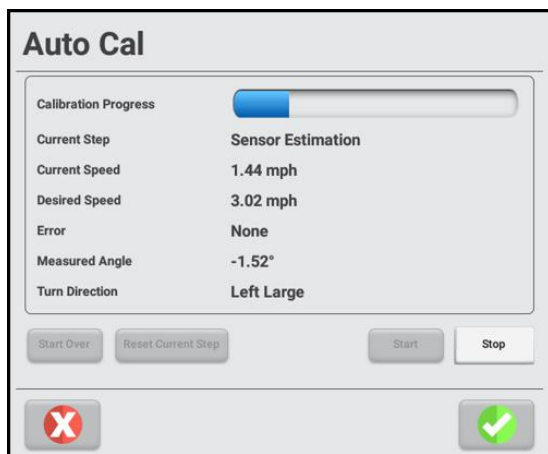 Auto Cal
Calibration Progress
Current Step Sensor Estimation
Current Speed 1.44 mph
Desired Speed 3.02 mph
Error None
Measured Angle -1.52°
Turn Direction Left Large
Start Over Reset Current Step Start Stop